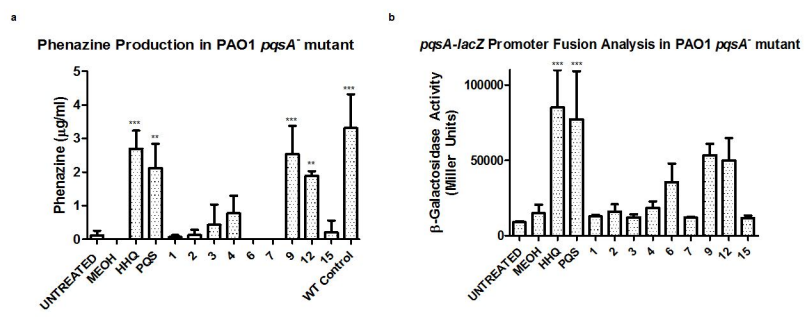 a
Phenazine Production in PAO1 pqsA- mutant
Phenazine (µg/ml)
5
4
3
2
1
0
***
**
***
**
***
UNTREATED
MEOH
HHQ
PQS
1
2
3
4
6
7
9
12
15
WT Control
b
pqsA-lacZ Promoter Fusion Analysis in PAO1 pqsA- mutant
β-Galactosidase Activity
(Miller Units)
100000
50000
0
***
***
UNTREATED
MEOH
HHQ
PQS
1
2
3
4
6
7
9
12
15